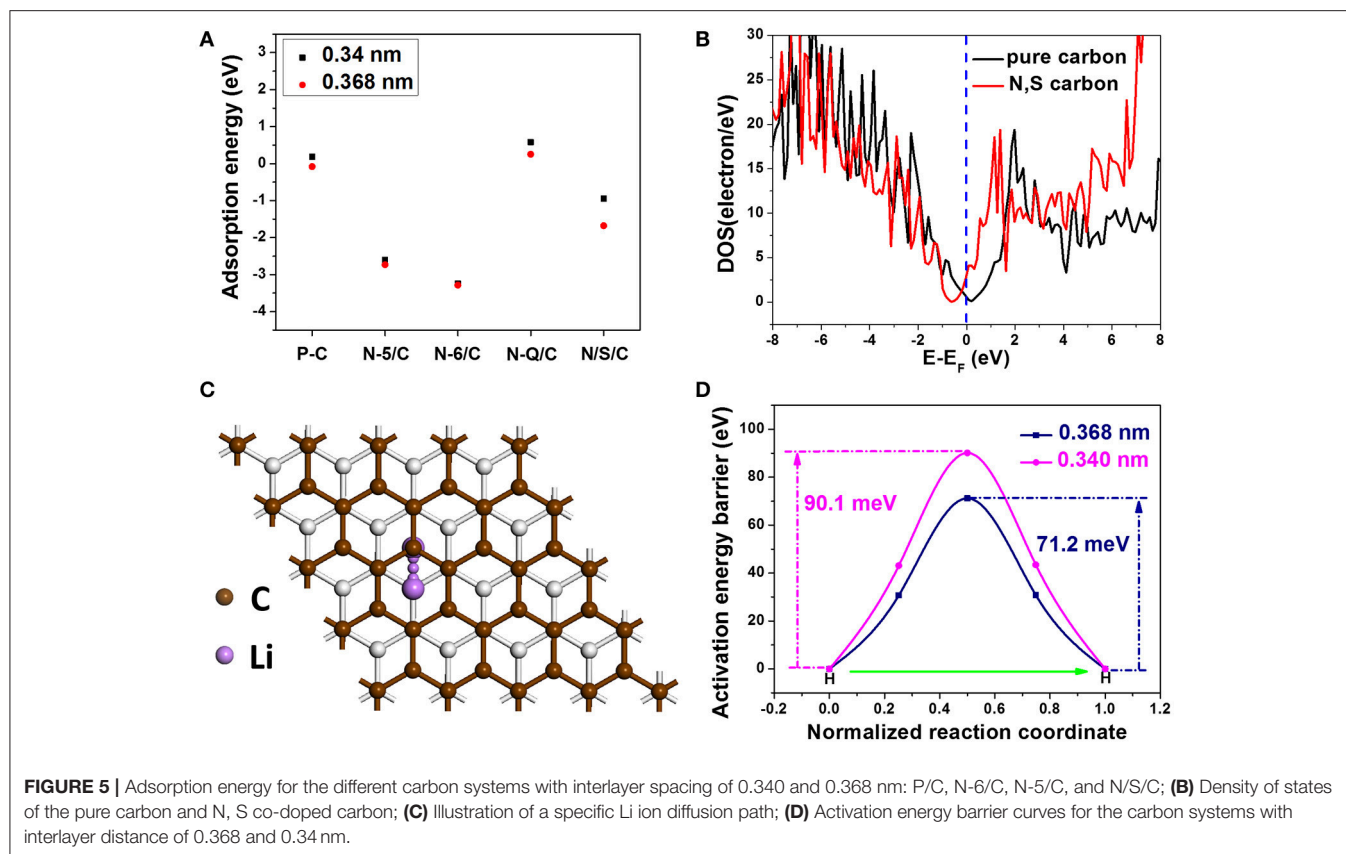 A
0.34 nm
0.368 nm
Adsorption energy (eV)
3
2
1
0
-1
-2
-3
-4
P-C N-5/C N-6/C N-Q/C N/S/C
B
pure carbon
N,S carbon
DOS(electron/eV)
30
25
20
15
10
5
0
-8 -6 -4 -2 0 2 4 6 8
E-EF (eV)
C
C
Li
D
0.368 nm
0.340 nm
Activation energy barrier (eV)
100
80
60
40
20
0
90.1 meV
71.2 meV
H H
-0.2 0.0 0.2 0.4 0.6 0.8 1.0 1.2
Normalized reaction coordinate
FIGURE 5 | Adsorption energy for the different carbon systems with interlayer spacing of 0.340 and 0.368 nm: P/C, N-6/C, N-5/C, and N/S/C; (B) Density of states
of the pure carbon and N, S co-doped carbon; (C) Illustration of a specific Li ion diffusion path; (D) Activation energy barrier curves for the carbon systems with
interlayer distance of 0.368 and 0.34 nm.